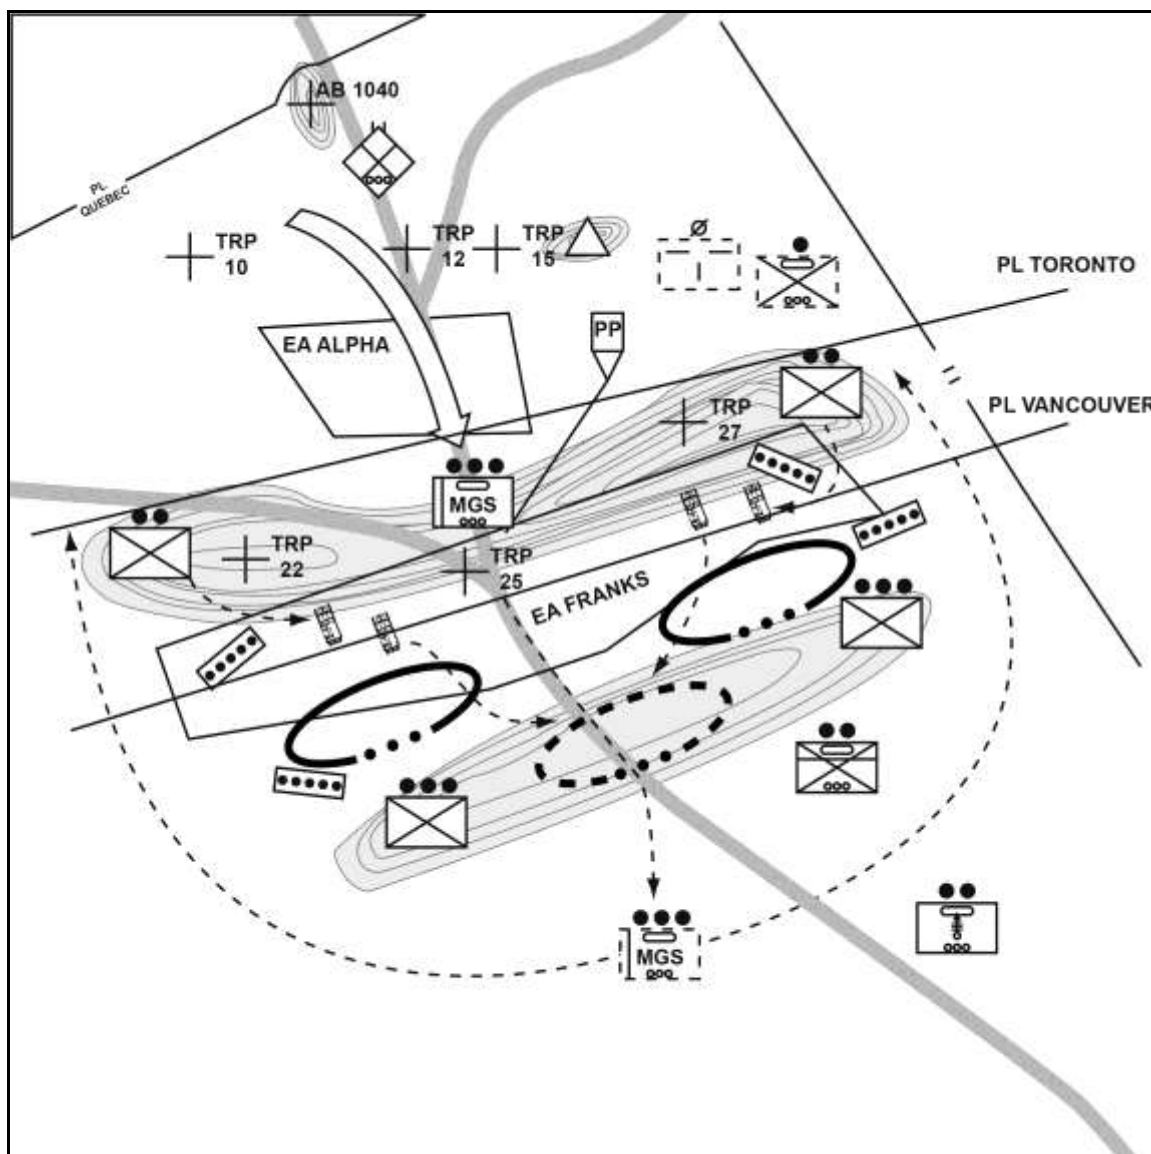 AB 1040
PL
QUEBEC
TRP
10
TRP
12
TRP
15
PL TORONTO
EA ALPHA
PP
PL VANCOUVER
TRP
27
MGS
TRP
22
TRP
25
EA FRANKS
MGS